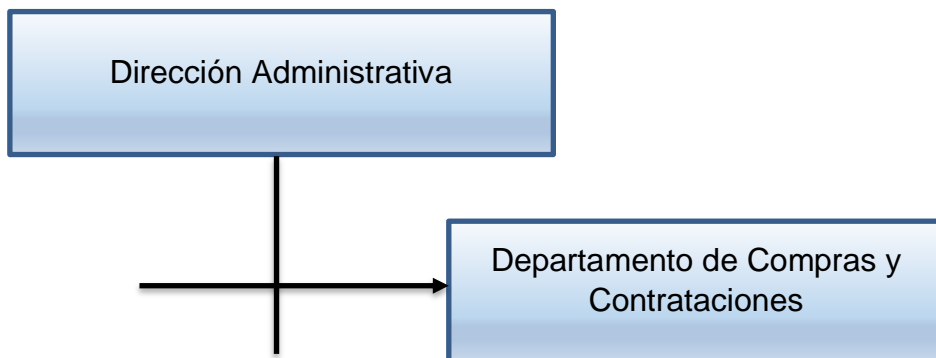 Dirección Administrativa
Departamento de Compras y
Contrataciones